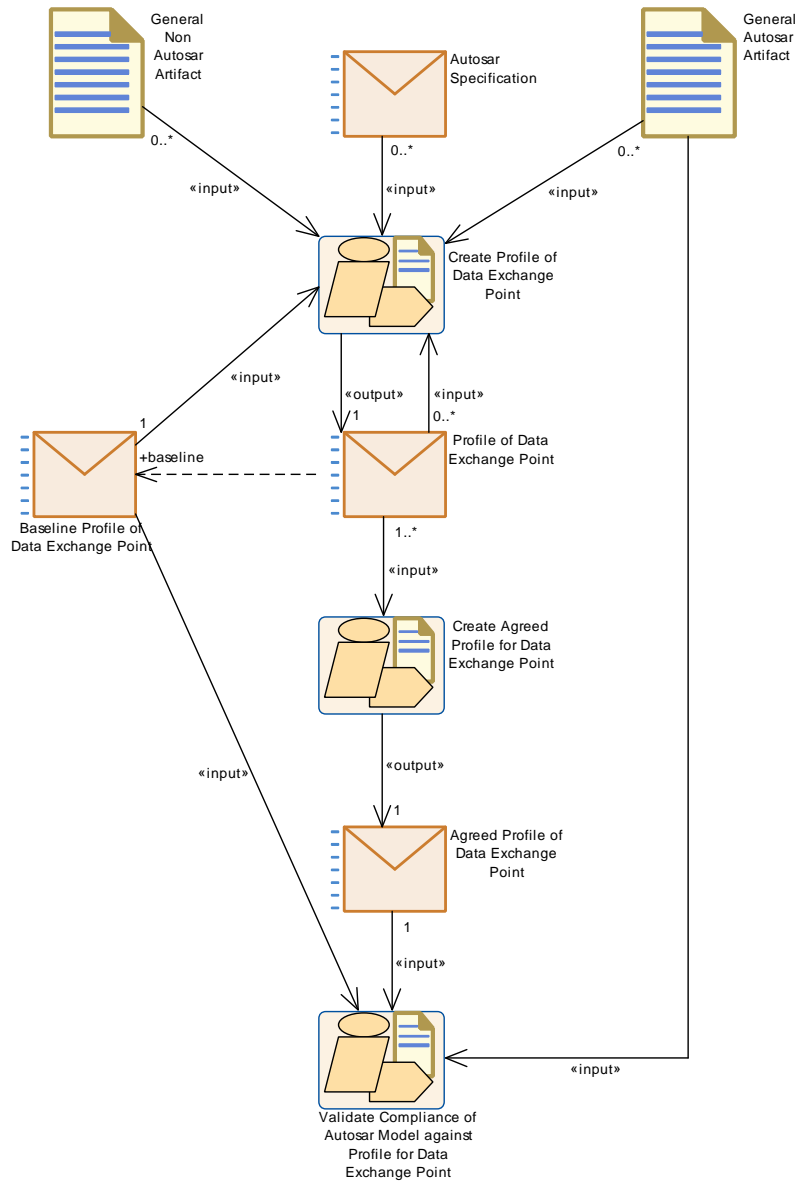 General
Non
Autosar
Artifact
Autosar
Specification
General
Autosar
Artifact
0..*
0..*
0..*
«input»
«input»
«input»
Create Profile of
Data Exchange
Point
«input»
«output»
«input»
1
1
0..*
+baseline
Profile of Data
Exchange Point
Baseline Profile of
Data Exchange Point
1..*
«input»
Create Agreed
Profile for Data
Exchange Point
«input»
«output»
1
Agreed Profile of
Data Exchange
Point
1
«input»
«input»
Validate Compliance of
Autosar Model against
Profile for Data
Exchange Point